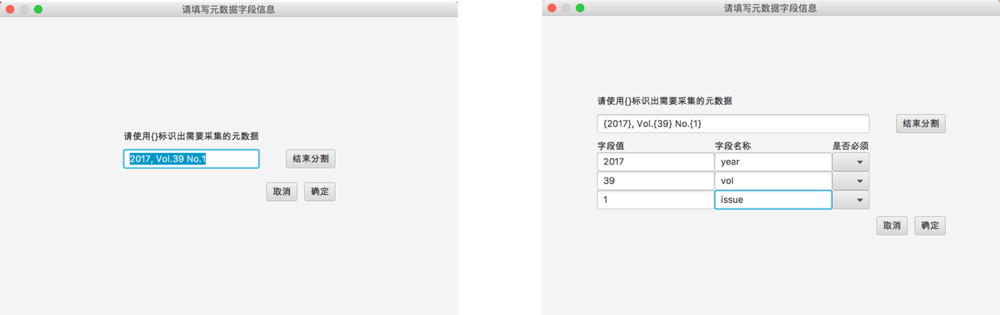 请填写元数据字段信息
请使用{}标识出需要采集的元数据
2017, Vol.39 No.1
结束分割
取消
确定
请填写元数据字段信息
请使用{}标识出需要采集的元数据
{2017}, Vol.{39} No.{1}
结束分割
字段值 字段名称 是否必须
2017 year
39 vol
1 issue
取消
确定